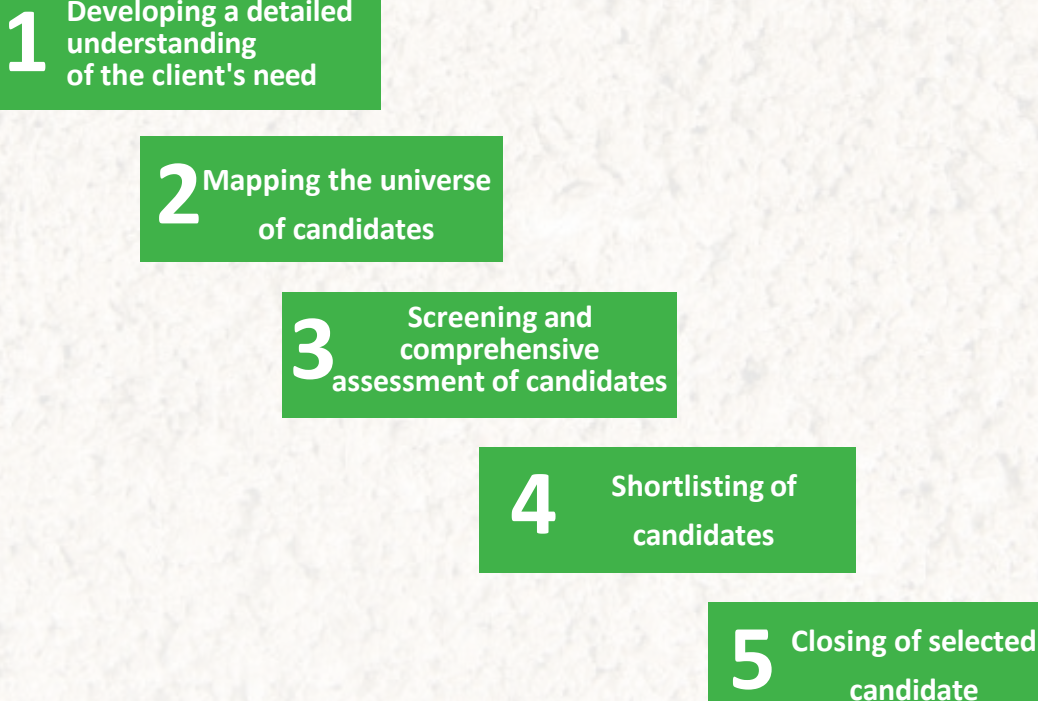 1
Developing a detailed
understanding
of the client's need
2
Mapping the universe
of candidates
3
Screening and
comprehensive
assessment of candidates
4
Shortlisting of
candidates
5
Closing of selected
candidate